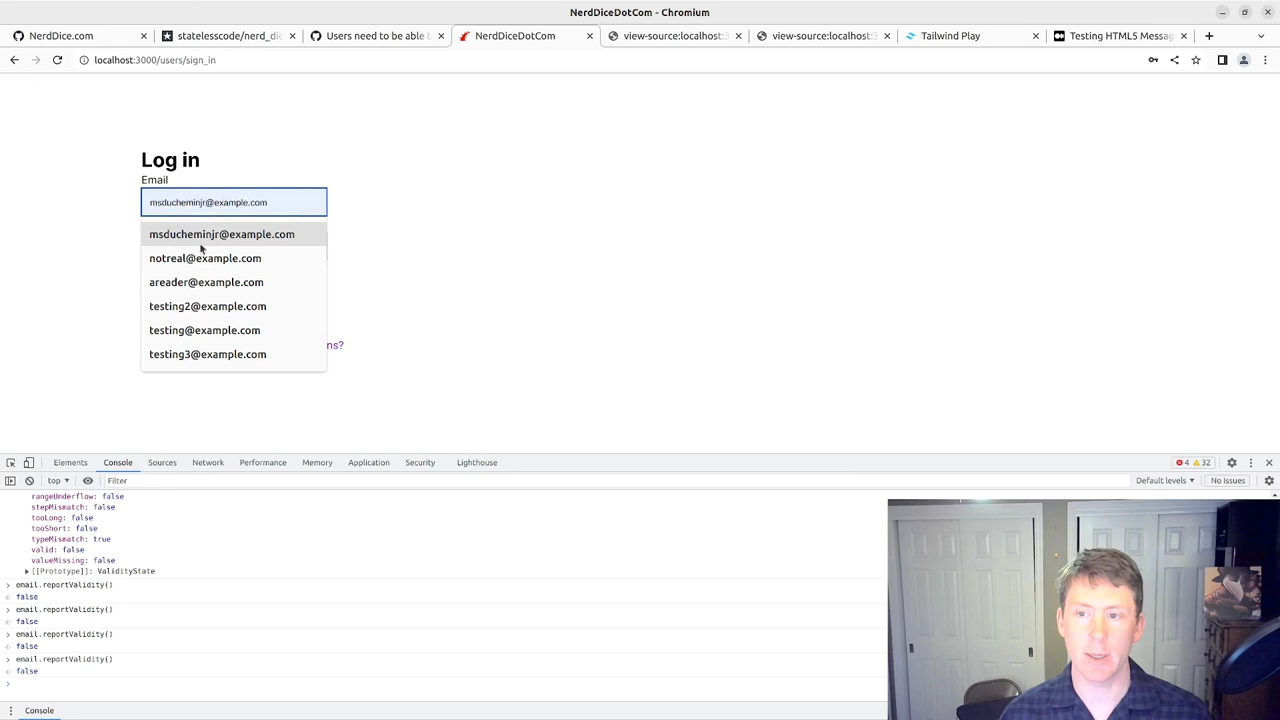 NerdDiceDotCom - Chromium
NerdDice.com
statelesscode/nerd_dic
Users need to be able t
NerdDiceDotCom
view-source:localhost:3
view-source:localhost:3
Tailwind Play
Testing HTML5 Messag
localhost:3000/users/sign_in
Log in
Email
msducheminjr@example.com
msducheminjr@example.com
notreal@example.com
areader@example.com
testing2@example.com
testing@example.com
ns?
testing3@example.com
Elements
Console
Sources
Network
Performance
Memory
Application
Security
Lighthouse
4
32
top
Filter
Default levels
No Issues
rangeUnderflow: false
stepMismatch: false
tooLong: false
tooShort: false
typeMismatch: true
valid: false
valueMissing: false
[[Prototype]]: ValidityState
email.reportValidity()
false
email.reportValidity()
false
email.reportValidity()
false
email.reportValidity()
false
Console